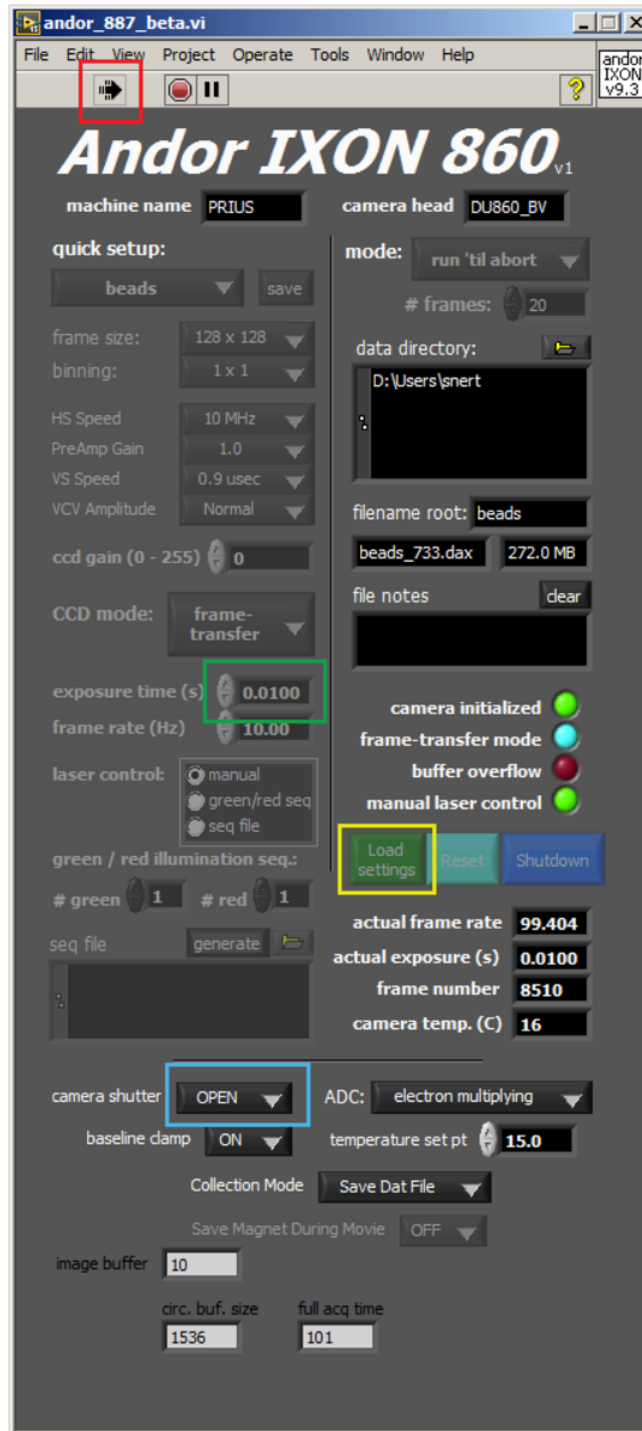 andor_887_beta.vi
File Edit View Project Operate Tools Window Help
andor
IXON
v9.3
Andor IXON 860 v1
machine name PRIUS
camera head DU860_BV
quick setup:
beads save
frame size: 128 x 128
binning: 1 x 1
HS Speed 10 MHz
PreAmp Gain 1.0
VS Speed 0.9 usec
VCV Amplitude Normal
ccd gain (0 - 255) 0
CCD mode: frame-
transfer
exposure time (s) 0.0100
frame rate (Hz) 10.00
laser control: manual
green/red seq
seq file
green / red illumination seq.:
# green 1 # red 1
seq file generate
mode: run 'til abort
# frames: 20
data directory:
D:\Users\snert
filename root: beads
beads_733.dax 272.0 MB
file notes clear
camera initialized
frame-transfer mode
buffer overflow
manual laser control
Load
settings
Reset Shutdown
actual frame rate 99.404
actual exposure (s) 0.0100
frame number 8510
camera temp. (C) 16
camera shutter OPEN ADC: electron multiplying
baseline clamp ON temperature set pt 15.0
Collection Mode Save Dat File
Save Magnet During Movie OFF
image buffer 10
circ. buf. size full acq time
1536 101